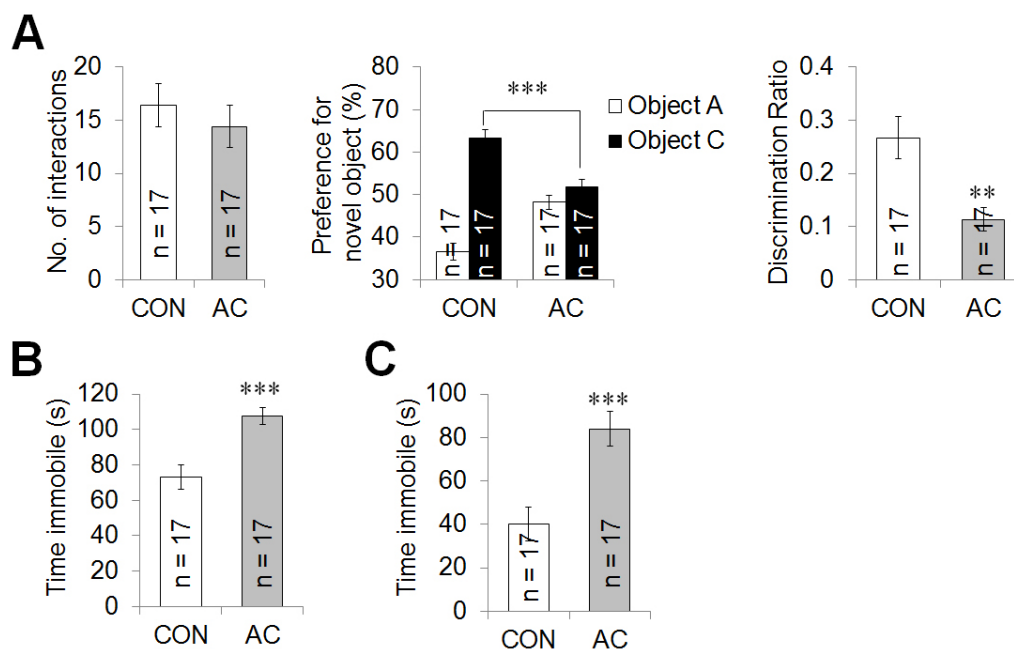 A
No. of interactions
20
15
10
5
0
n = 17
n = 17
CON
AC
Preference for
novel object (%)
80
70
60
50
40
30
***
n = 17
n = 17
n = 17
n = 17
CON
AC
Object A
Object C
Discrimination Ratio
0.4
0.3
0.2
0.1
0
n = 17
**
n = 17
CON
AC
B
Time immobile (s)
120
100
80
60
40
20
0
n = 17
***
n = 17
CON
AC
C
Time immobile (s)
100
80
60
40
20
0
n = 17
***
n = 17
CON
AC